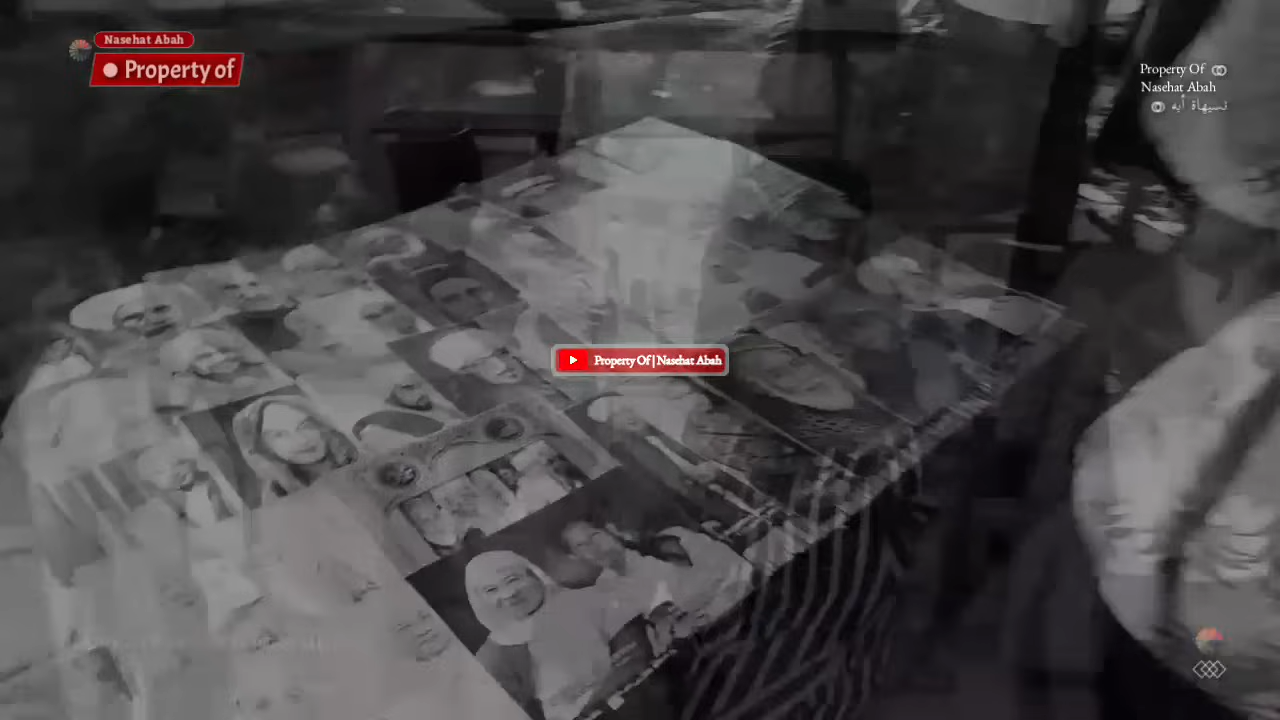 Nasehat Abah
Property of
Property Of
Nasehat Abah
نسيهاة أبه
Property Of | Nasehat Abah